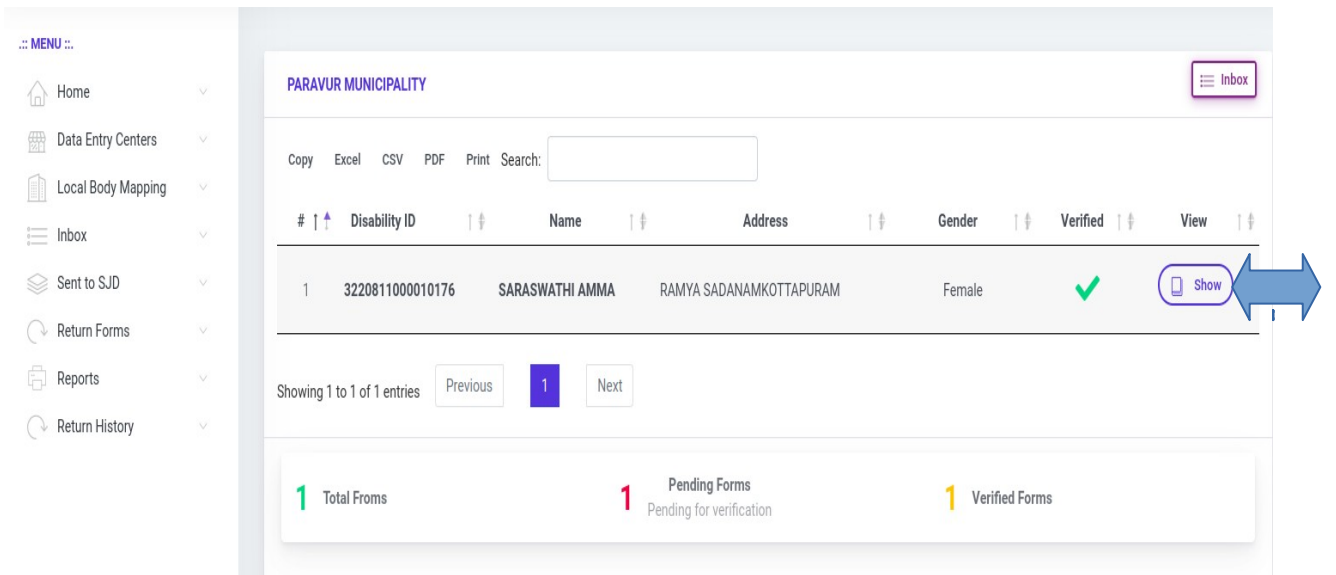 .:: MENU ::.
Home
Data Entry Centers
Local Body Mapping
Inbox
Sent to SJD
Return Forms
Reports
Return History
PARAVUR MUNICIPALITY
Inbox
Copy Excel CSV PDF Print Search:
# Disability ID Name Address Gender Verified View
1 3220811000010176 SARASWATHI AMMA RAMYA SADANAMKOTTAPURAM Female Show
Showing 1 to 1 of 1 entries Previous 1 Next
1 Total Froms
1 Pending Forms
Pending for verification
1 Verified Forms